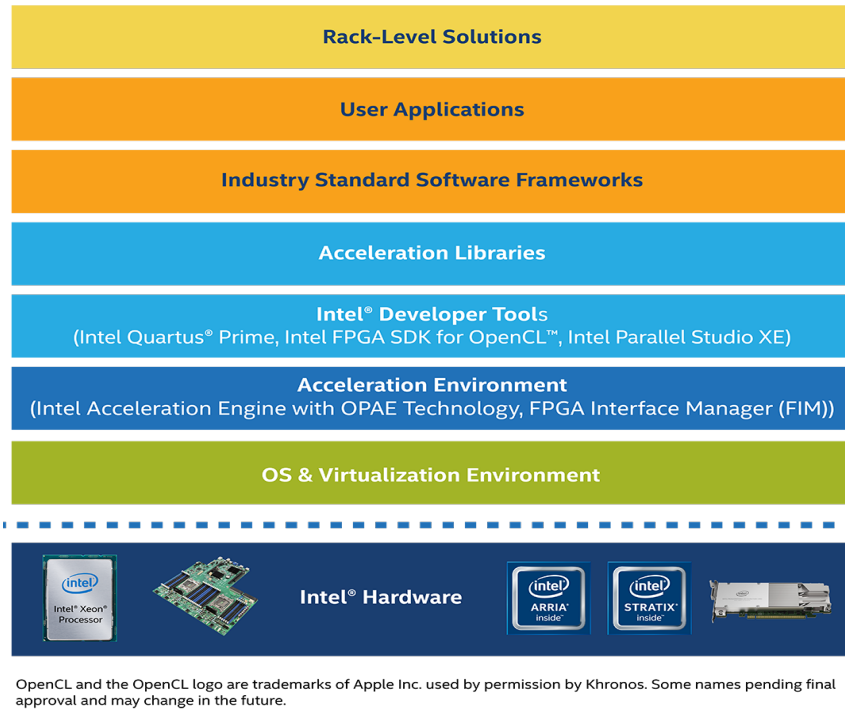 Rack-Level Solutions
User Applications
Industry Standard Software Frameworks
Acceleration Libraries
Intel® Developer Tools
(Intel Quartus® Prime, Intel FPGA SDK for OpenCL™, Intel Parallel Studio XE)
Acceleration Environment
(Intel Acceleration Engine with OPAE Technology, FPGA Interface Manager (FIM))
OS & Virtualization Environment
intel
Intel® Xeon®
Processor
Intel® Hardware
intel
ARRIA®
inside™
intel
STRATIX®
inside™
OpenCL and the OpenCL logo are trademarks of Apple Inc. used by permission by Khronos. Some names pending final
approval and may change in the future.